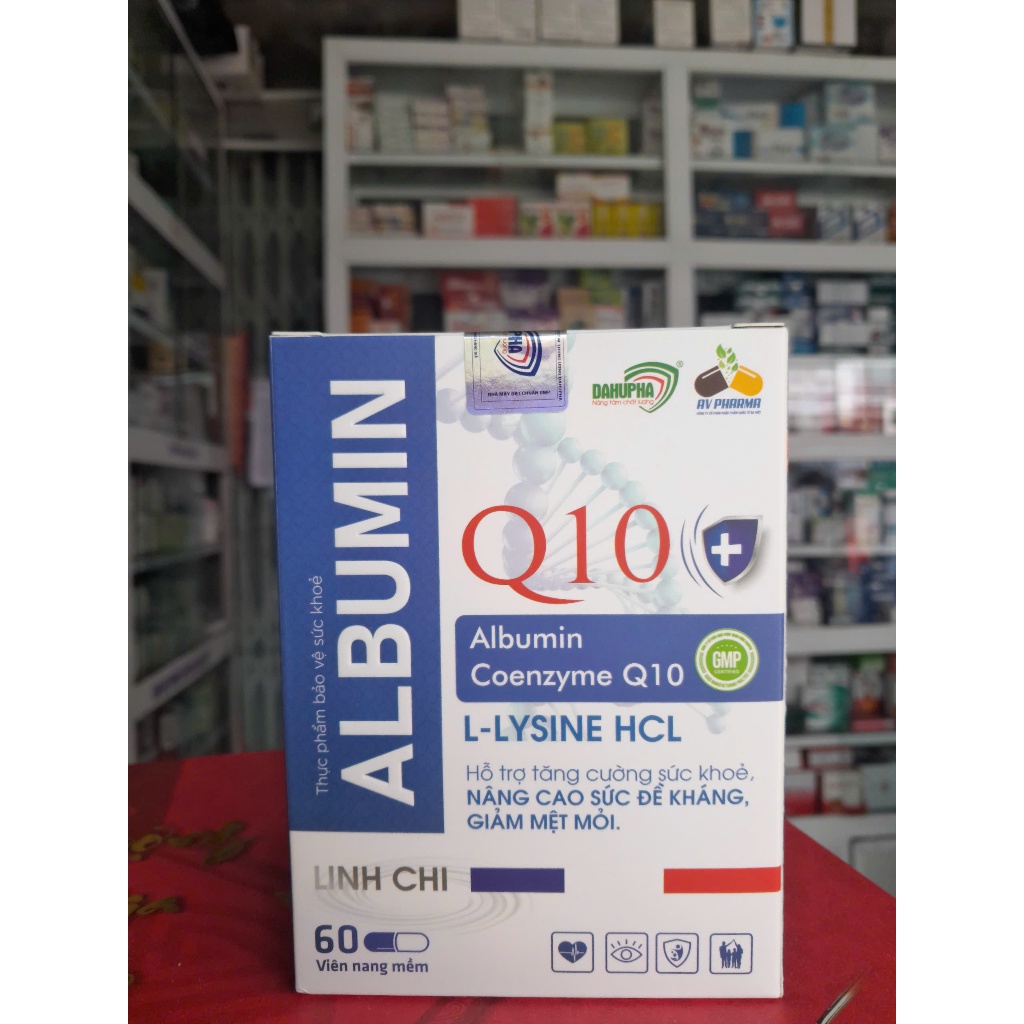 DAHUPHA
Nâng tầm chất lượng
AV PHARMA
Thực phẩm bảo vệ sức khoẻ
ALBUMIN
Q10
Albumin
Coenzyme Q10
GMP
CERTIFIED
L-LYSINE HCL
Hỗ trợ tăng cường sức khoẻ,
NÂNG CAO SỨC ĐỀ KHÁNG,
GIẢM MỆT MỎI.
LINH CHI
60
Viên nang mềm